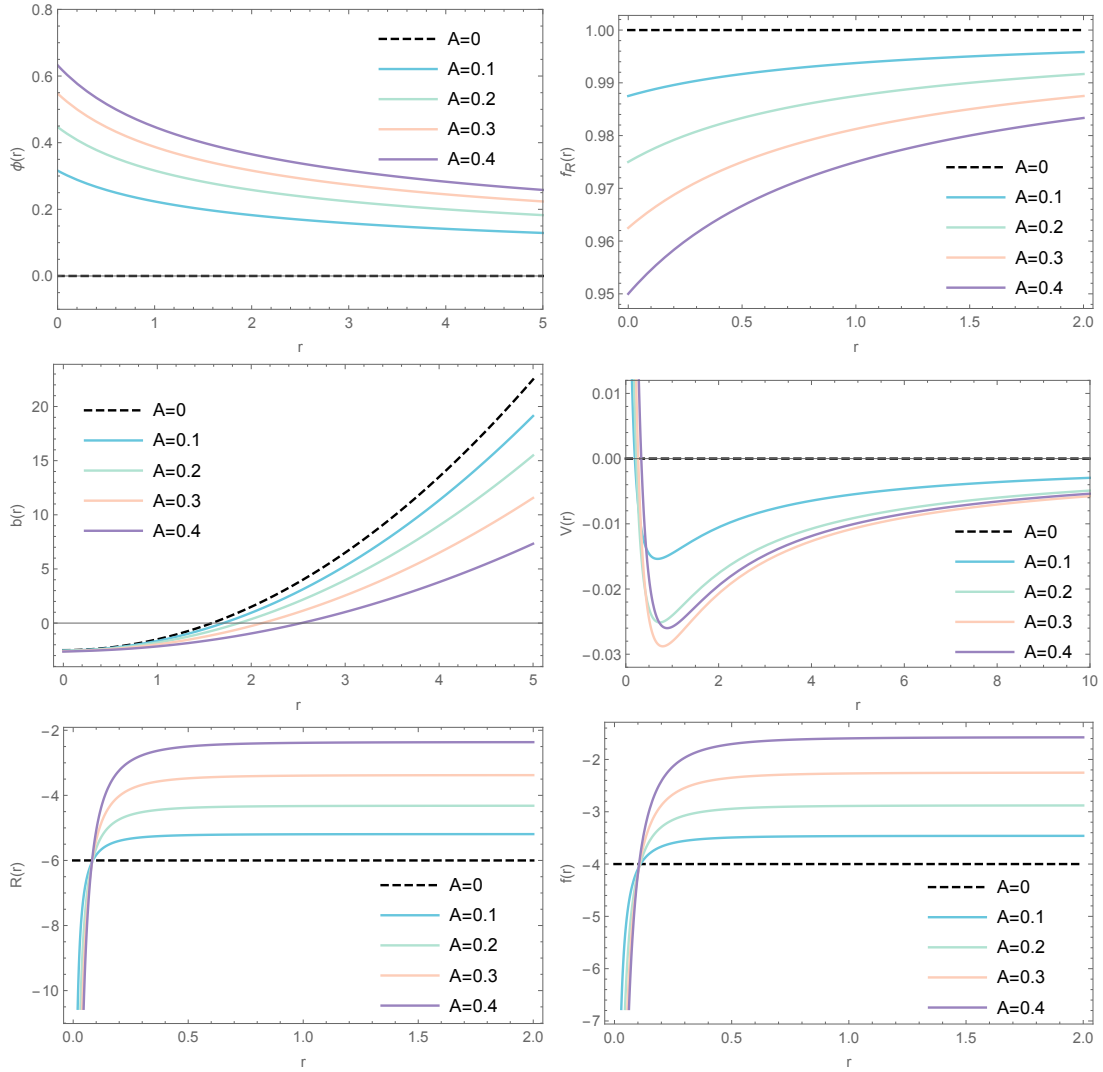 0.8
0.6
0.4
0.2
0.0
ϕ(r)
0 1 2 3 4 5
r
A=0
A=0.1
A=0.2
A=0.3
A=0.4
1.00
0.99
0.98
0.97
0.96
0.95
f_R(r)
0.0 0.5 1.0 1.5 2.0
r
A=0
A=0.1
A=0.2
A=0.3
A=0.4
20
15
10
5
0
b(r)
0 1 2 3 4 5
r
A=0
A=0.1
A=0.2
A=0.3
A=0.4
0.01
0.00
-0.01
-0.02
-0.03
V(r)
0 2 4 6 8 10
r
A=0
A=0.1
A=0.2
A=0.3
A=0.4
-2
-4
-6
-8
-10
R(r)
0.0 0.5 1.0 1.5 2.0
r
A=0
A=0.1
A=0.2
A=0.3
A=0.4
-2
-3
-4
-5
-6
-7
f(r)
0.0 0.5 1.0 1.5 2.0
r
A=0
A=0.1
A=0.2
A=0.3
A=0.4